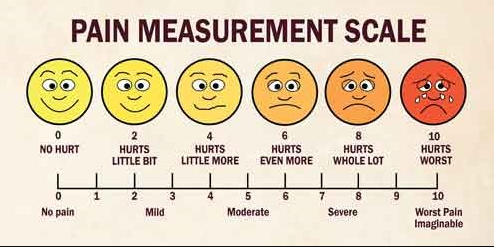 PAIN MEASUREMENT SCALE
0 2 4 6 8 10
NO HURT HURTS HURTS HURTS HURTS HURTS
LITTLE BIT LITTLE MORE EVEN MORE WHOLE LOT WORST
0 1 2 3 4 5 6 7 8 9 10
No pain Mild Moderate Severe Worst Pain
Imaginable